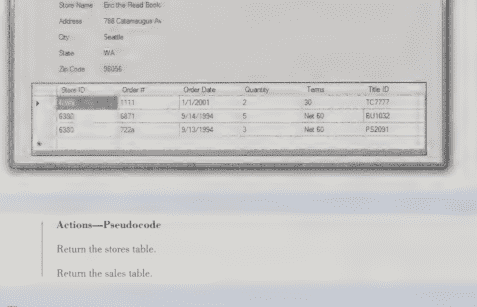 Store Name Eric the Read Books
Address 788 Catamaugus Av
City Seattle
State WA
Zip Code 98056
Store ID Order # Order Date Quantity Terms Title ID
1111 1/1/2001 2 30 TC7777
6380 6871 9/14/1994 5 Net 60 BU1032
6380 722a 9/13/1994 3 Net 60 PS2091
Actions—Pseudocode
Return the stores table.
Return the sales table.